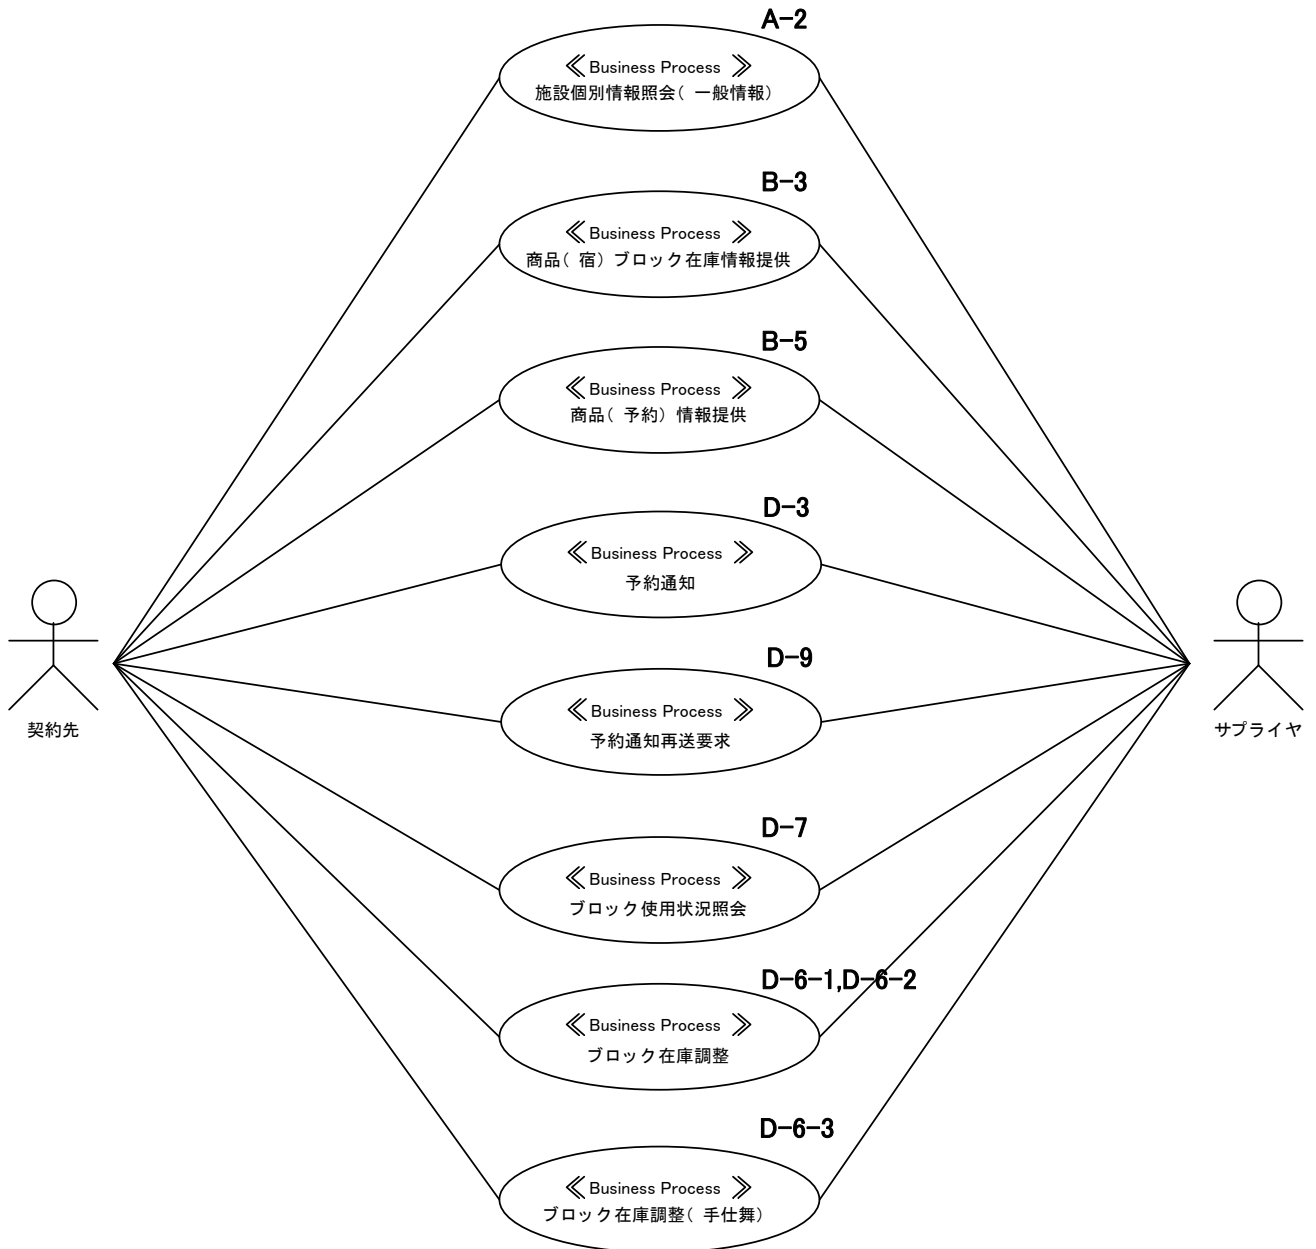 A-2
≪ Business Process ≫
施設個別情報照会( 一般情報)
B-3
≪ Business Process ≫
商品( 宿) ブロック在庫情報提供
B-5
≪ Business Process ≫
商品( 予約) 情報提供
D-3
≪ Business Process ≫
予約通知
契約先
サプライヤ
D-9
≪ Business Process ≫
予約通知再送要求
D-7
≪ Business Process ≫
ブロック使用状況照会
D-6-1,D-6-2
≪ Business Process ≫
ブロック在庫調整
D-6-3
≪ Business Process ≫
ブロック在庫調整( 手仕舞)